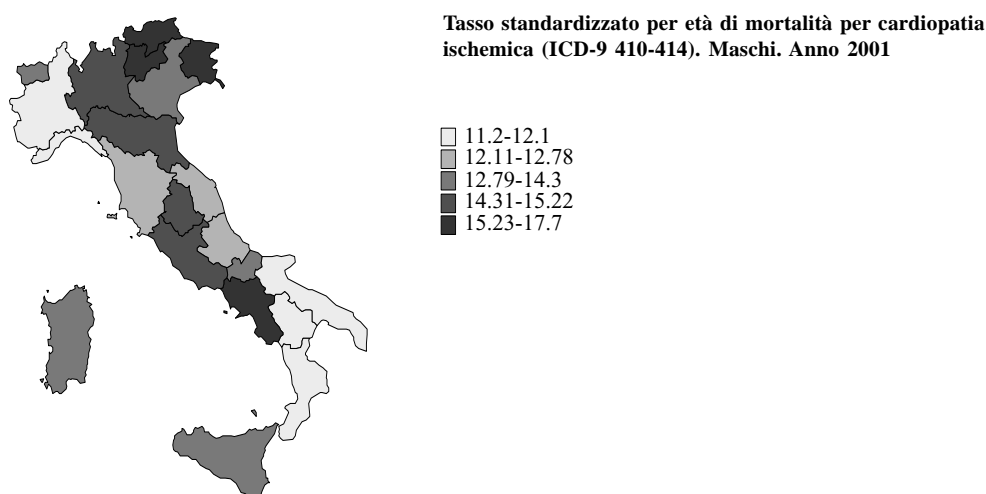 Tasso standardizzato per età di mortalità per cardiopatia
ischemica (ICD-9 410-414). Maschi. Anno 2001
11.2-12.1
12.11-12.78
12.79-14.3
14.31-15.22
15.23-17.7